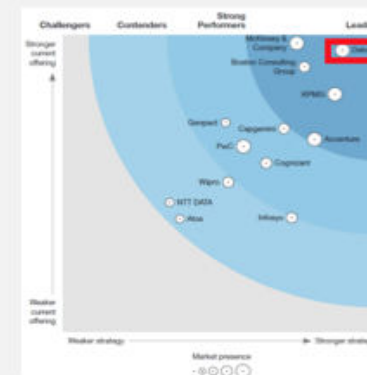 Challengers Contenders Strong Performers
Stronger current offering
McKinsey & Company
Boston Consulting Group
KPMG
Genpact
Capgemini
PwC
Accenture
Cognizant
Wipro
NTT DATA
Atos
Infosys
Weaker current offering
Weaker strategy
Market presence